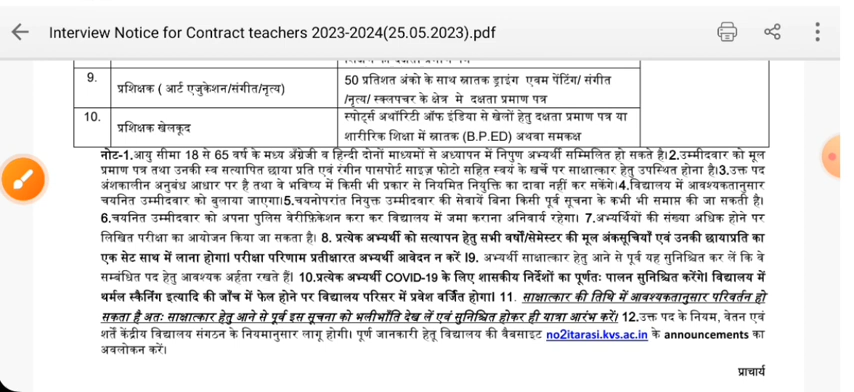 Interview Notice for Contract teachers 2023-2024(25.05.2023).pdf
9. प्रशिक्षक ( आर्ट एजुकेशन/संगीत/नृत्य) 50 प्रतिशत अंको के साथ स्नातक ड्राइंग एवम पेंटिंग/ संगीत
/नृत्य/ स्क्लपचर के क्षेत्र मे दक्षता प्रमाण पत्र
10. प्रशिक्षक खेलकूद स्पोर्ट्स अथॉरिटी ऑफ इंडिया से खेलों हेतु दक्षता प्रमाण पत्र या
शारीरिक शिक्षा में स्नातक (B.P.ED) अथवा समकक्ष
नोट-1.आयु सीमा 18 से 65 वर्ष के मध्य अँग्रेजी व हिन्दी दोनों माध्यमों से अध्यापन में निपुण अभ्यर्थी सम्मिलित हो सकते है।2.उम्मीदवार को मूल
प्रमाण पत्र तथा उनकी स्व सत्यापित छाया प्रति एवं रंगीन पासपोर्ट साइज़ फोटो सहित स्वयं के खर्चे पर साक्षात्कार हेतु उपस्थित होना है।3.उक्त पद
अंशकालीन अनुबंध आधार पर है तथा वे भविष्य में किसी भी प्रकार से नियमित नियुक्ति का दावा नहीं कर सकेंगे।4.विद्यालय में आवश्यकतानुसार
चयनित उम्मीदवार को बुलाया जाएगा।5.चयनोपरांत नियुक्त उम्मीदवार की सेवायें बिना किसी पूर्व सूचना के कभी भी समाप्त की जा सकती है।
6.चयनित उम्मीदवार को अपना पुलिस वेरीफ़िकेशन करा कर विद्यालय में जमा कराना अनिवार्य रहेगा। 7.अभ्यर्थियों की संख्या अधिक होने पर
लिखित परीक्षा का आयोजन किया जा सकता है। 8. प्रत्येक अभ्यर्थी को सत्यापन हेतु सभी वर्षों/सेमेस्टर की मूल अंकसूचियाँ एवं उनकी छायाप्रति का
एक सेट साथ में लाना होगा। परीक्षा परिणाम प्रतीक्षारत अभ्यर्थी आवेदन न करें ।9. अभ्यर्थी साक्षात्कार हेतु आने से पूर्व यह सुनिश्चित कर लें कि वे
सम्बंधित पद हेतु आवश्यक अर्हता रखते हैं। 10.प्रत्येक अभ्यर्थी COVID-19 के लिए शासकीय निर्देशों का पूर्णतः पालन सुनिश्चित करेंगे। विद्यालय में
थर्मल स्कैनिंग इत्यादि की जाँच में फेल होने पर विद्यालय परिसर में प्रवेश वर्जित होगा। 11. साक्षात्कार की तिथि में आवश्यकतानुसार परिवर्तन हो
सकता है अतः साक्षात्कार हेतु आने से पूर्व इस सूचना को भलीभाँति देख लें एवं सुनिश्चित होकर ही यात्रा आरंभ करें। 12.उक्त पद के नियम, वेतन एवं
शर्तें केंद्रीय विद्यालय संगठन के नियमानुसार लागू होगी। पूर्ण जानकारी हेतू विद्यालय की वैबसाइट no2itarasi.kvs.ac.in के announcements का
अवलोकन करें।
प्राचार्य